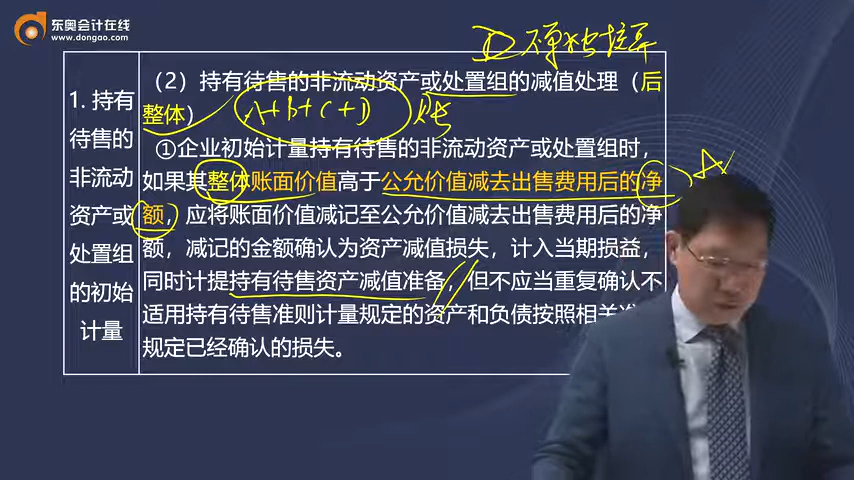 东奥会计在线
www.dongao.com
1. 持有
待售的
非流动
资产或
处置组
的初始
计量
（2）持有待售的非流动资产或处置组的减值处理（后
整体）
A+B+C+D
①企业初始计量持有待售的非流动资产或处置组时，
如果其整体账面价值高于公允价值减去出售费用后的净
额，应将账面价值减记至公允价值减去出售费用后的净
额，减记的金额确认为资产减值损失，计入当期损益，
同时计提持有待售资产减值准备，但不应当重复确认不
适用持有待售准则计量规定的资产和负债按照相关准
规定已经确认的损失。